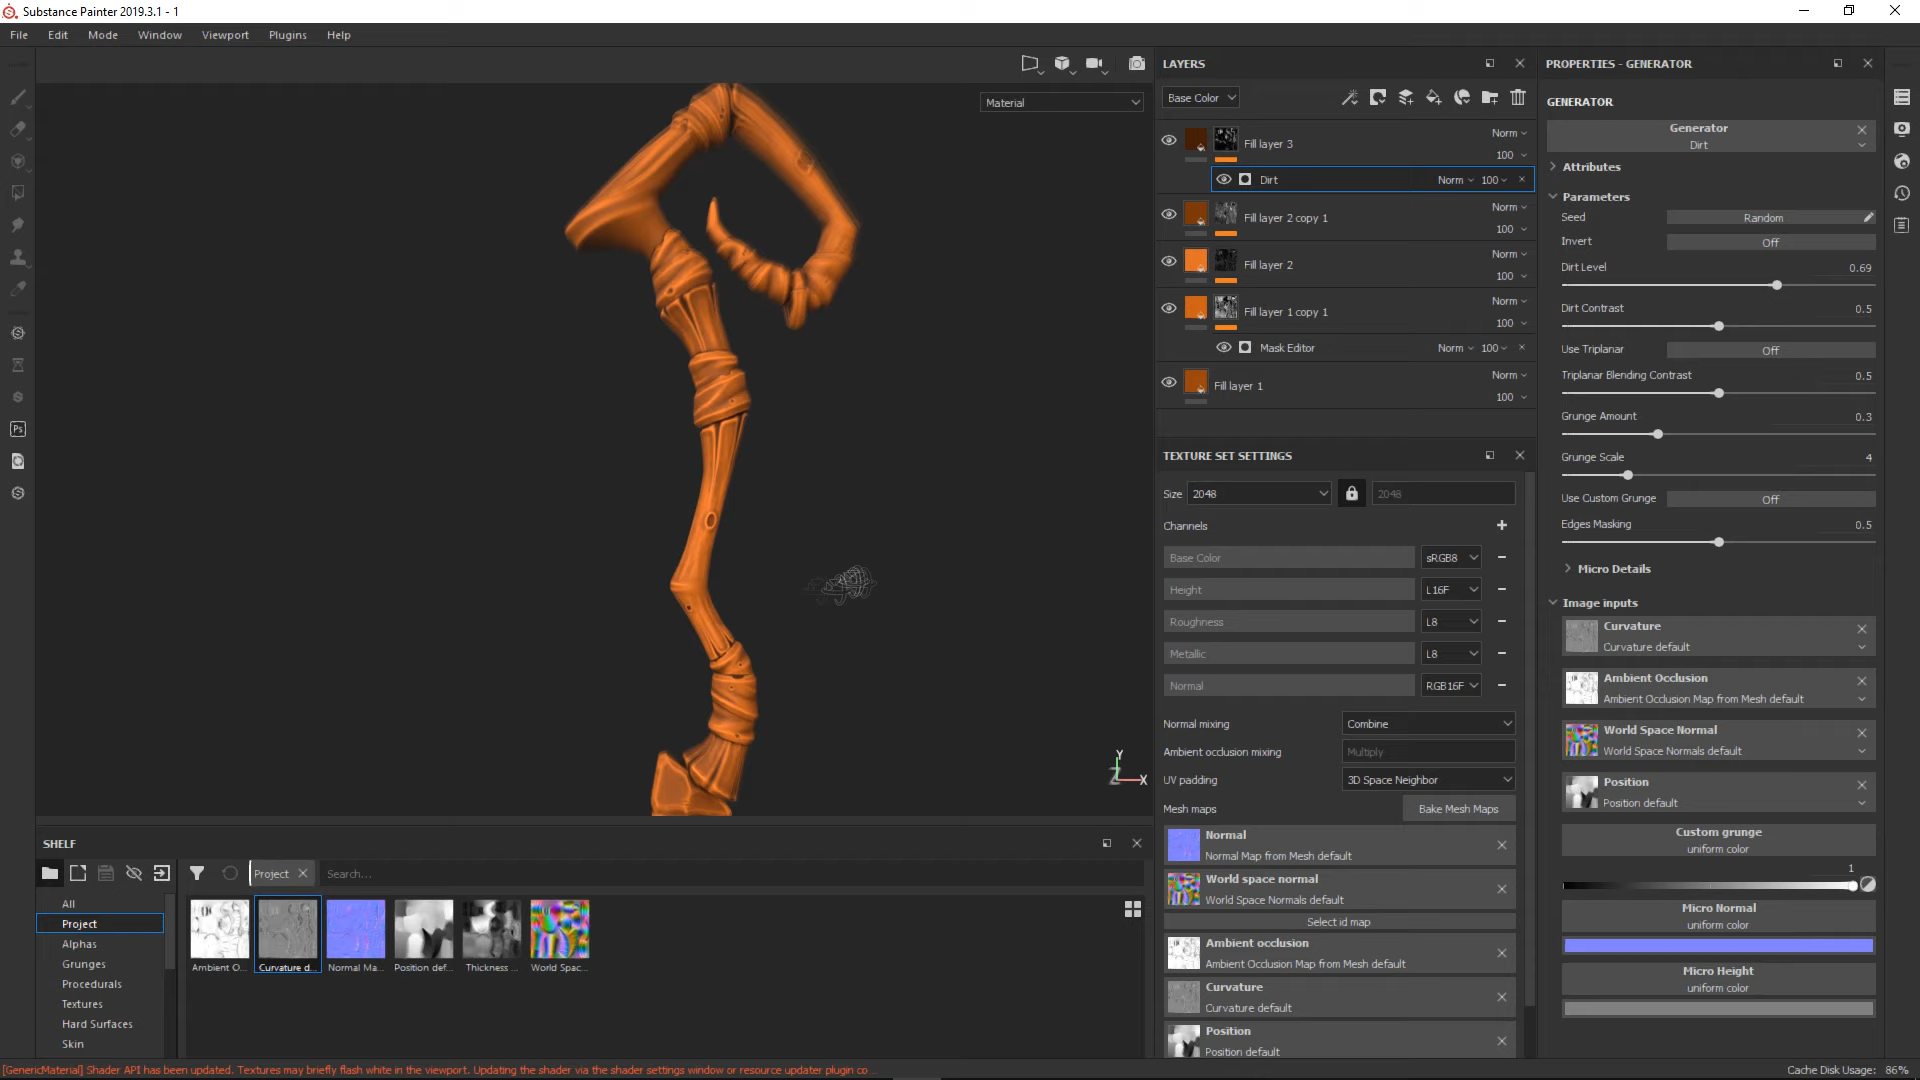 Substance Painter 2019.3.1 - 1
File Edit Mode Window Viewport Plugins Help
Material
LAYERS
Base Color
Fill layer 3 Norm 100
Dirt Norm 100
Fill layer 2 copy 1 Norm 100
Fill layer 2 Norm 100
Fill layer 1 copy 1 Norm 100
Mask Editor Norm 100
Fill layer 1 Norm 100
TEXTURE SET SETTINGS
Size 2048 2048
Channels
Base Color sRGB8
Height L16F
Roughness L8
Metallic L8
Normal RGB16F
Normal mixing Combine
Ambient occlusion mixing Multiply
UV padding 3D Space Neighbor
Mesh maps Bake Mesh Maps
Normal
Normal Map from Mesh default
World space normal
World Space Normals default
Select id map
Ambient occlusion
Ambient Occlusion Map from Mesh default
Curvature
Curvature default
Position
Position default
PROPERTIES - GENERATOR
GENERATOR
Generator
Dirt
Attributes
Parameters
Seed Random
Invert Off
Dirt Level 0.69
Dirt Contrast 0.5
Use Triplanar Off
Triplanar Blending Contrast 0.5
Grunge Amount 0.3
Grunge Scale 4
Use Custom Grunge Off
Edges Masking 0.5
Micro Details
Image inputs
Curvature
Curvature default
Ambient Occlusion
Ambient Occlusion Map from Mesh default
World Space Normal
World Space Normals default
Position
Position default
Custom grunge
uniform color
1
Micro Normal
uniform color
Micro Height
uniform color
Y
Z X
Ps
SHELF
Project Search...
All
Project
Alphas
Grunges
Procedurals
Textures
Hard Surfaces
Skin
Ambient O... Curvature d... Normal Ma... Position def... Thickness ... World Spac...
[GenericMaterial] Shader API has been updated. Textures may briefly flash white in the viewport. Updating the shader via the shader settings window or resource updater plugin co...
Cache Disk Usage: 86%